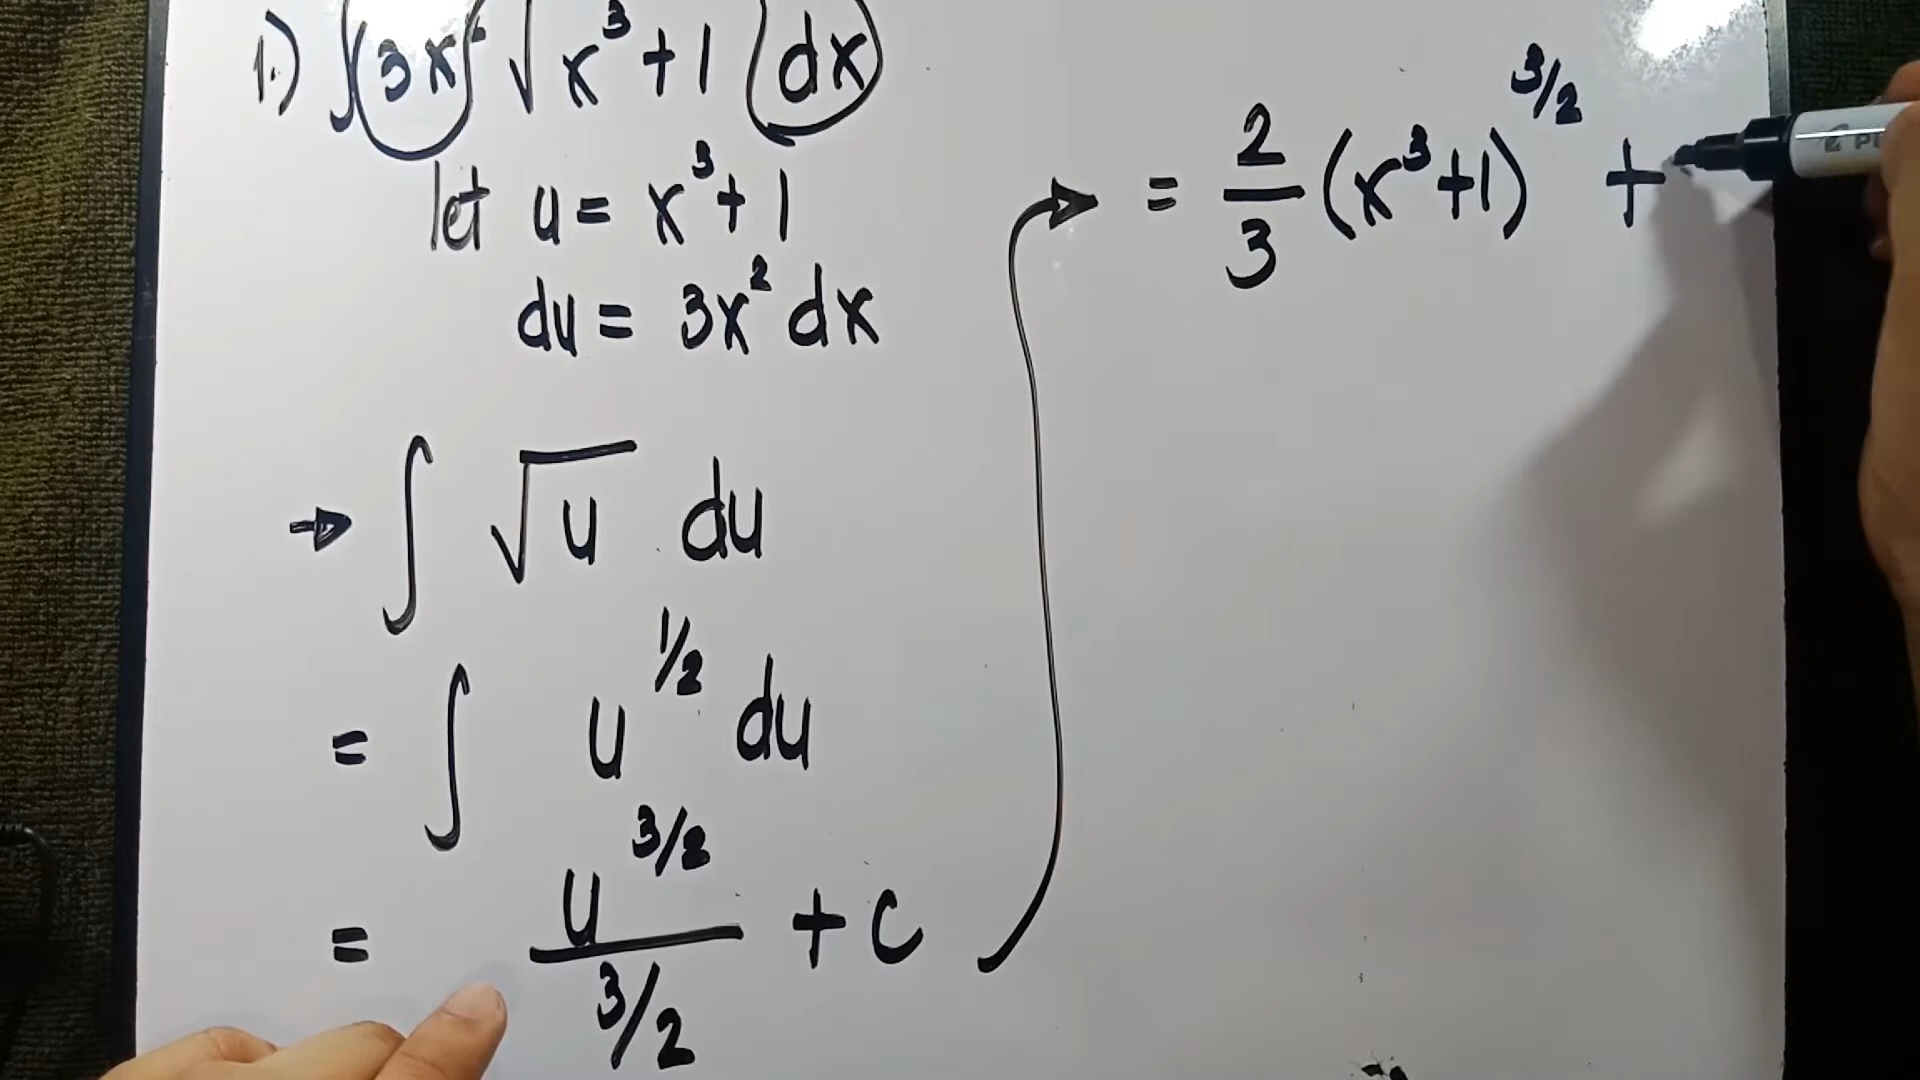 1.) ∫ 3x² √x³+1 dx
let u = x³+1
du = 3x² dx
→ ∫ √u du
= ∫ u^1/2 du
= u^3/2 / 3/2 + c
→ = 2/3 (x³+1)^3/2 +